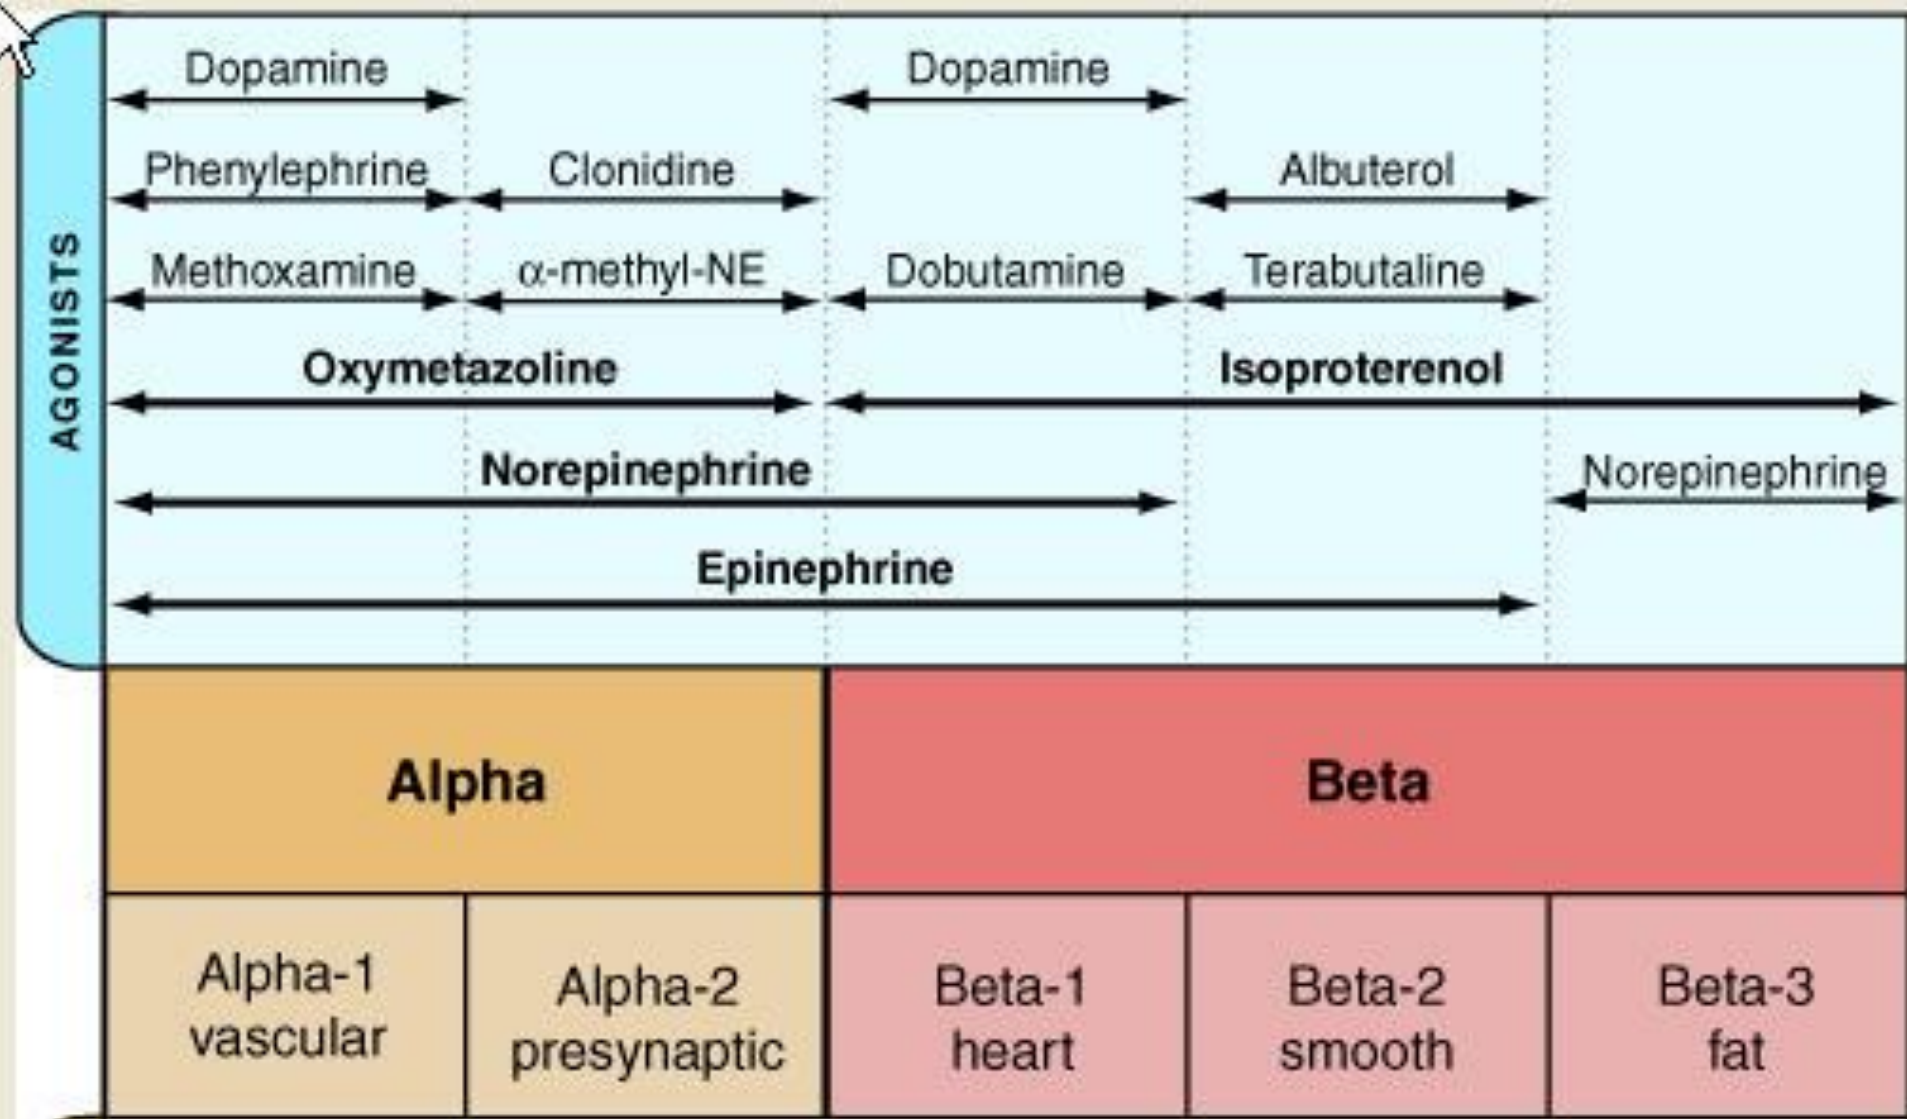 AGONISTS
Dopamine
Dopamine
Phenylephrine
Clonidine
Albuterol
Methoxamine
α-methyl-NE
Dobutamine
Terabutaline
Oxymetazoline
Isoproterenol
Norepinephrine
Norepinephrine
Epinephrine
Alpha
Beta
Alpha-1
vascular
Alpha-2
presynaptic
Beta-1
heart
Beta-2
smooth
Beta-3
fat